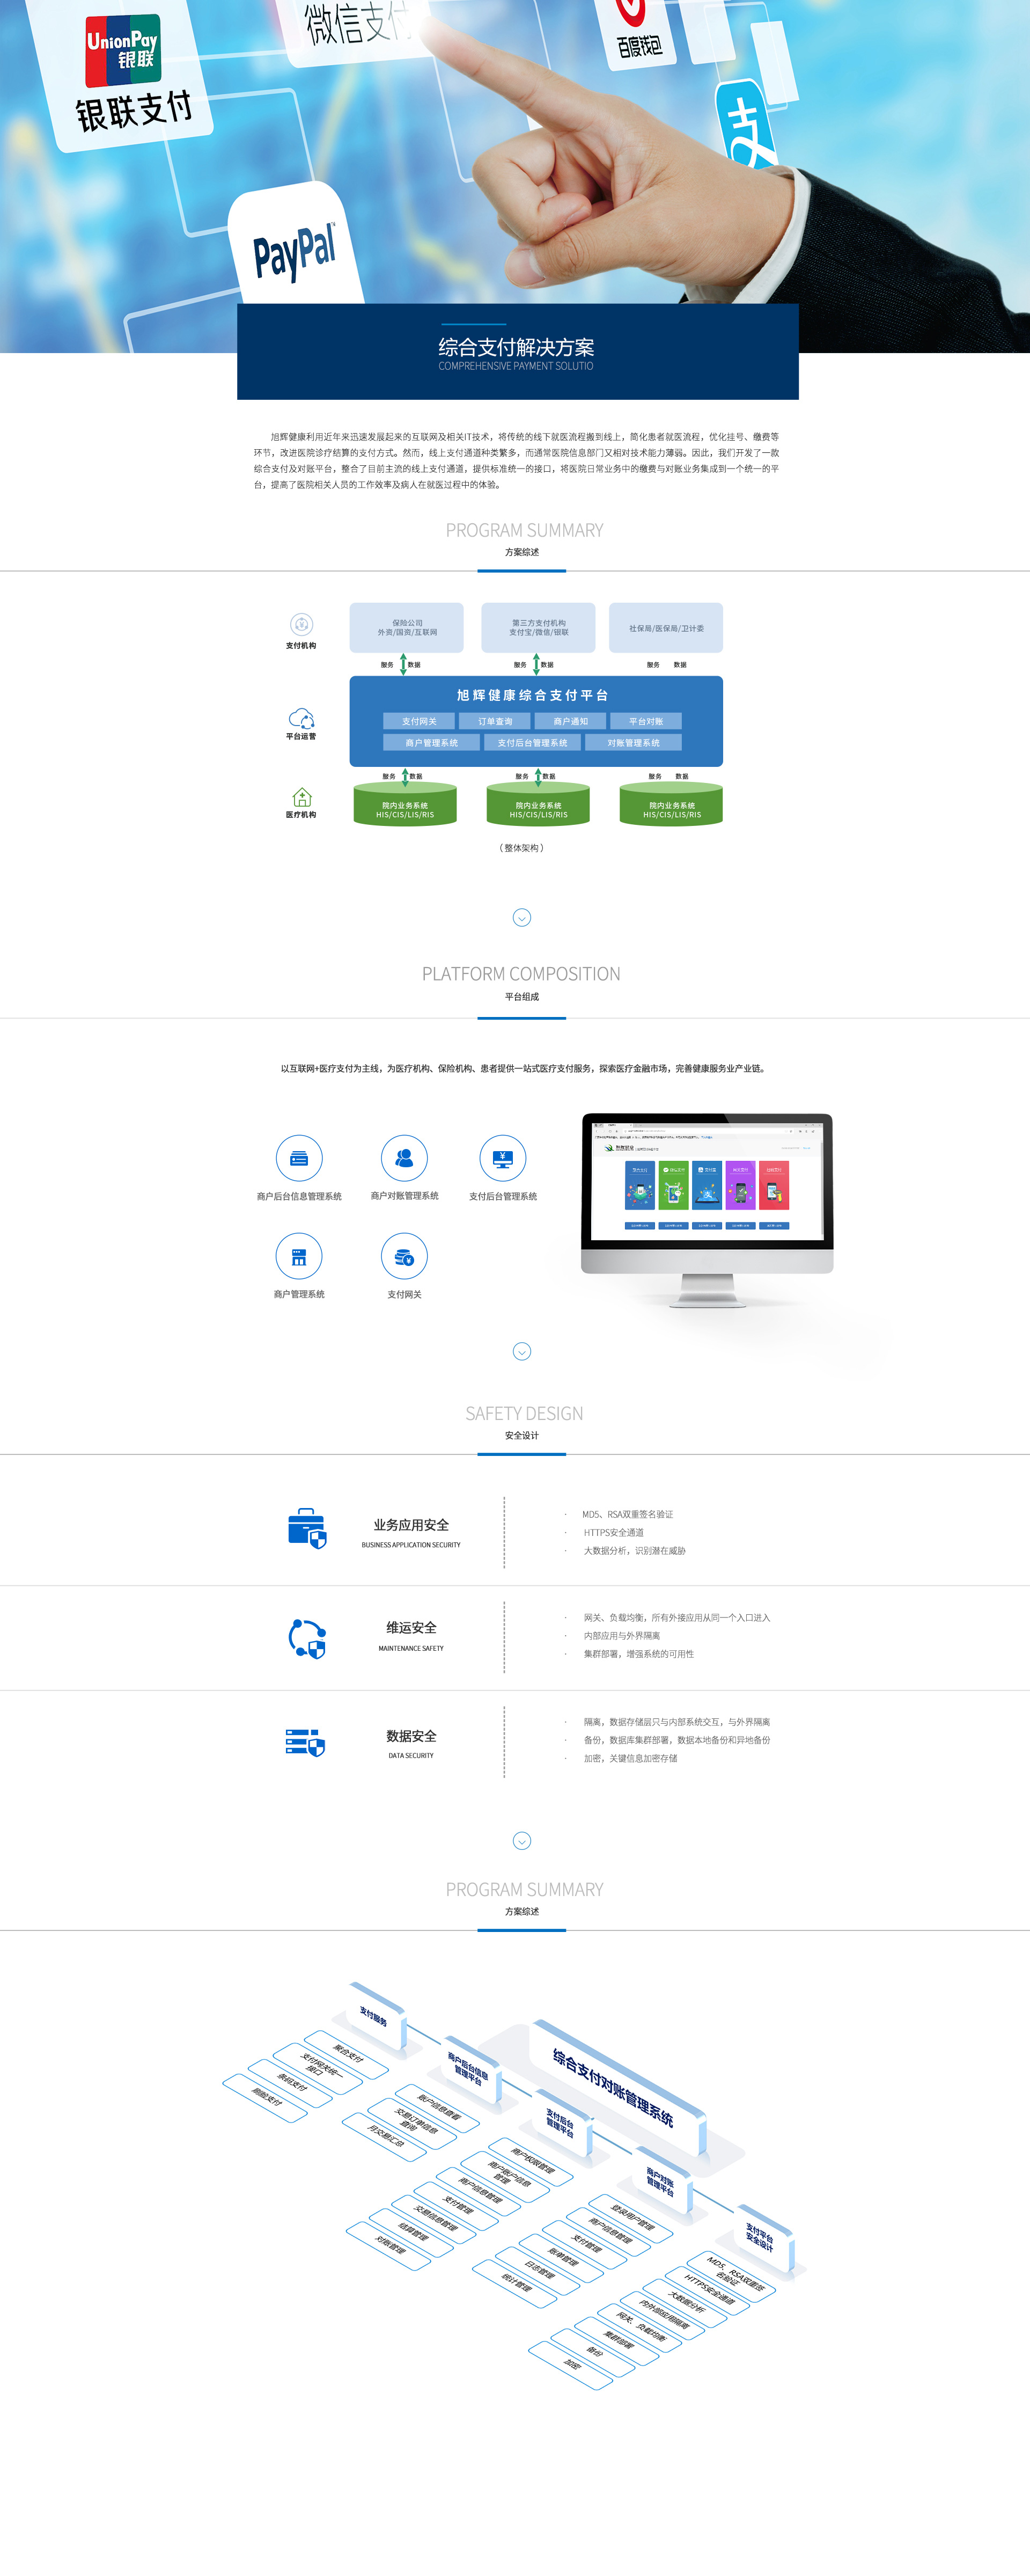 UnionPay
银联
银联支付
微信支付
百度钱包
支
PayPal
综合支付解决方案
COMPREHENSIVE PAYMENT SOLUTIO
旭辉健康利用近年来迅速发展起来的互联网及相关IT技术，将传统的线下就医流程搬到线上，简化患者就医流程，优化挂号、缴费等
环节，改进医院诊疗结算的支付方式。然而，线上支付通道种类繁多，而通常医院信息部门又相对技术能力薄弱。因此，我们开发了一款
综合支付及对账平台，整合了目前主流的线上支付通道，提供标准统一的接口，将医院日常业务中的缴费与对账业务集成到一个统一的平
台，提高了医院相关人员的工作效率及病人在就医过程中的体验。
PROGRAM SUMMARY
方案综述
支付机构
保险公司
外资/国资/互联网
第三方支付机构
支付宝/微信/银联
社保局/医保局/卫计委
服务 数据
服务 数据
服务 数据
平台运营
旭辉健康综合支付平台
支付网关 订单查询 商户通知 平台对账
商户管理系统 支付后台管理系统 对账管理系统
服务 数据
服务 数据
服务 数据
医疗机构
院内业务系统
HIS/CIS/LIS/RIS
院内业务系统
HIS/CIS/LIS/RIS
院内业务系统
HIS/CIS/LIS/RIS
（整体架构）
PLATFORM COMPOSITION
平台组成
以互联网+医疗支付为主线，为医疗机构、保险机构、患者提供一站式医疗支付服务，探索医疗金融市场，完善健康服务业产业链。
商户后台信息管理系统
商户对账管理系统
支付后台管理系统
商户管理系统
支付网关
SAFETY DESIGN
安全设计
业务应用安全
BUSINESS APPLICATION SECURITY
· MD5、RSA双重签名验证
· HTTPS安全通道
· 大数据分析，识别潜在威胁
维运安全
MAINTENANCE SAFETY
· 网关、负载均衡，所有外接应用从同一个入口进入
· 内部应用与外界隔离
· 集群部署，增强系统的可用性
数据安全
DATA SECURITY
· 隔离，数据存储层只与内部系统交互，与外界隔离
· 备份，数据库集群部署，数据本地备份和异地备份
· 加密，关键信息加密存储
PROGRAM SUMMARY
方案综述
综合支付对账管理系统
支付服务
聚合支付
支付网关统一
接口
条码支付
刷脸支付
商户后台信息
管理平台
账户信息查看
交易订单信息
查询
月交易汇总
支付后台
管理平台
商户权限管理
商户账户信息
管理
商户信息管理
支付管理
交易信息管理
结算管理
对账管理
商户对账
管理平台
登录用户管理
商户信息管理
支付管理
账单管理
日志管理
统计管理
支付平台
安全设计
MD5、RSA双重签
名验证
HTTPS安全通道
大数据分析
内外部应用隔离
网关、负载均衡
集群部署
备份
加密